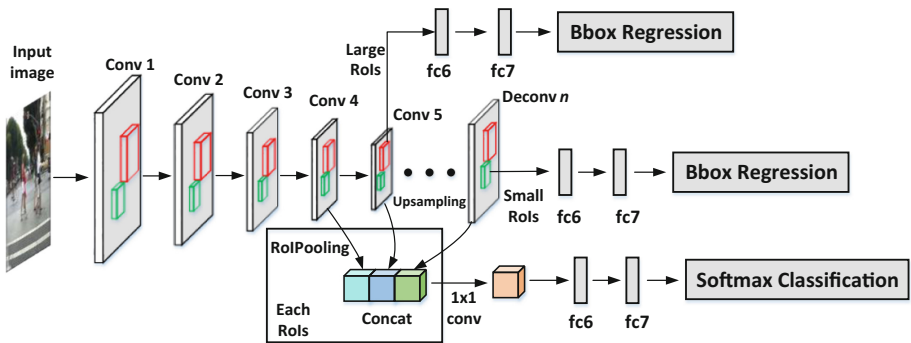 Input
image
Conv 1
Conv 2
Conv 3
Conv 4
Conv 5
Large
RoIs
fc6
fc7
Bbox Regression
Deconv n
Upsampling
Small
RoIs
fc6
fc7
Bbox Regression
RoIPooling
Each
RoIs
Concat
1x1
conv
fc6
fc7
Softmax Classification